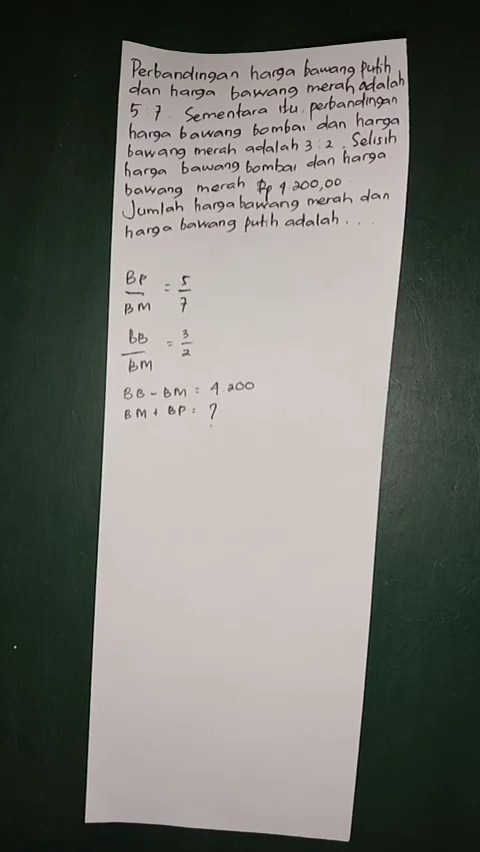 Perbandingan harga bawang putih
dan harga bawang merah adalah
5 : 7. Sementara itu, perbandingan
harga bawang bombai dan harga
bawang merah adalah 3 : 2. Selisih
harga bawang bombai dan harga
bawang merah Rp 4.200,00.
Jumlah harga bawang merah dan
harga bawang putih adalah . . .
BP/BM = 5/7
BB/BM = 3/2
BB - BM = 4.200
BM + BP = ?